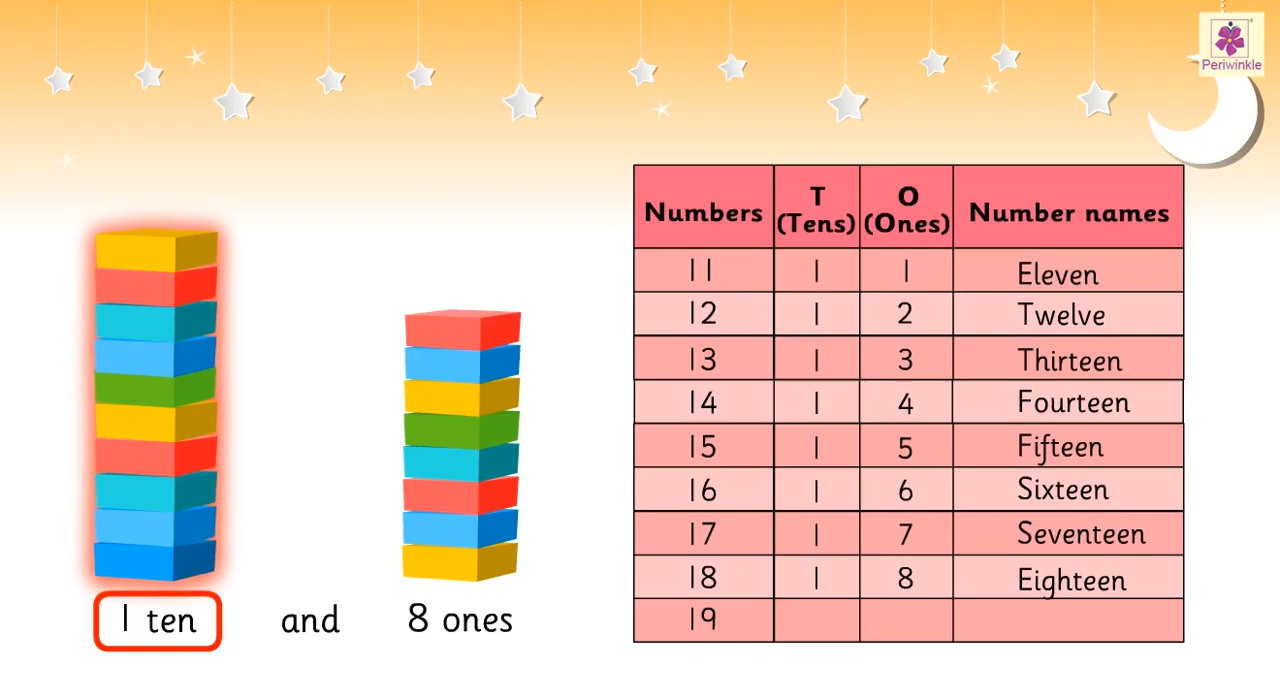 Periwinkle
Numbers T (Tens) O (Ones) Number names
11 1 1 Eleven
12 1 2 Twelve
13 1 3 Thirteen
14 1 4 Fourteen
15 1 5 Fifteen
16 1 6 Sixteen
17 1 7 Seventeen
18 1 8 Eighteen
19
1 ten and 8 ones